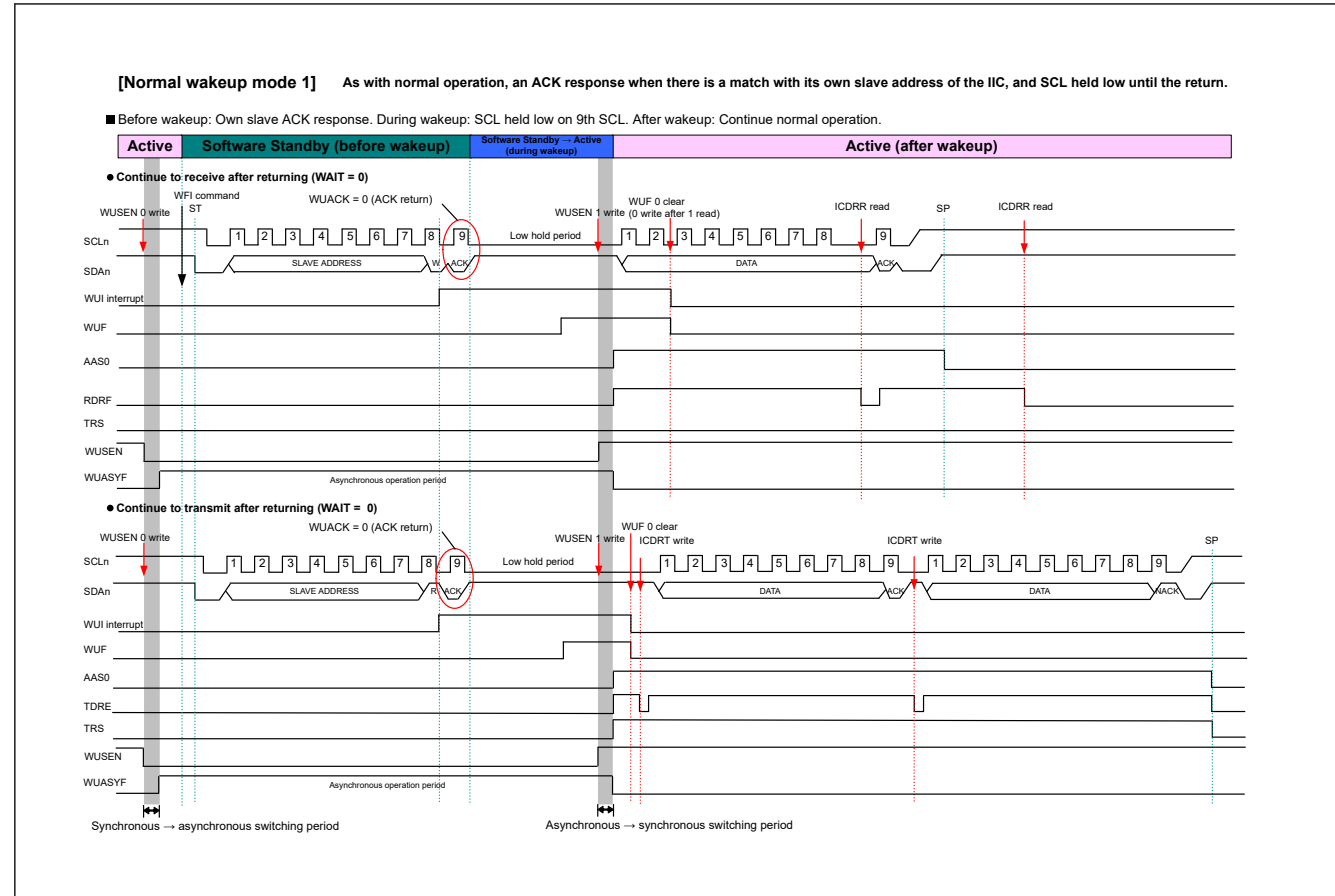 [Normal wakeup mode 1] As with normal operation, an ACK response when there is a match with its own slave address of the IIC, and SCL held low until the return.
■ Before wakeup: Own slave ACK response. During wakeup: SCL held low on 9th SCL. After wakeup: Continue normal operation.
Active Software Standby (before wakeup) Software Standby → Active (during wakeup) Active (after wakeup)
● Continue to receive after returning (WAIT = 0)
WFI command
WUSEN 0 write ST WUACK = 0 (ACK return) WUSEN 1 write WUF 0 clear (0 write after 1 read) ICDRR read SP ICDRR read
SCLn 1 2 3 4 5 6 7 8 9 Low hold period 1 2 3 4 5 6 7 8 9
SDAn SLAVE ADDRESS W ACK DATA ACK
WUI interrupt
WUF
AAS0
RDRF
TRS
WUSEN
WUASYF Asynchronous operation period
● Continue to transmit after returning (WAIT = 0)
WUSEN 0 write WUACK = 0 (ACK return) WUSEN 1 write WUF 0 clear ICDRT write ICDRT write SP
SCLn 1 2 3 4 5 6 7 8 9 Low hold period 1 2 3 4 5 6 7 8 9 1 2 3 4 5 6 7 8 9
SDAn SLAVE ADDRESS R ACK DATA ACK DATA NACK
WUI interrupt
WUF
AAS0
TDRE
TRS
WUSEN
WUASYF Asynchronous operation period
Synchronous → asynchronous switching period Asynchronous → synchronous switching period